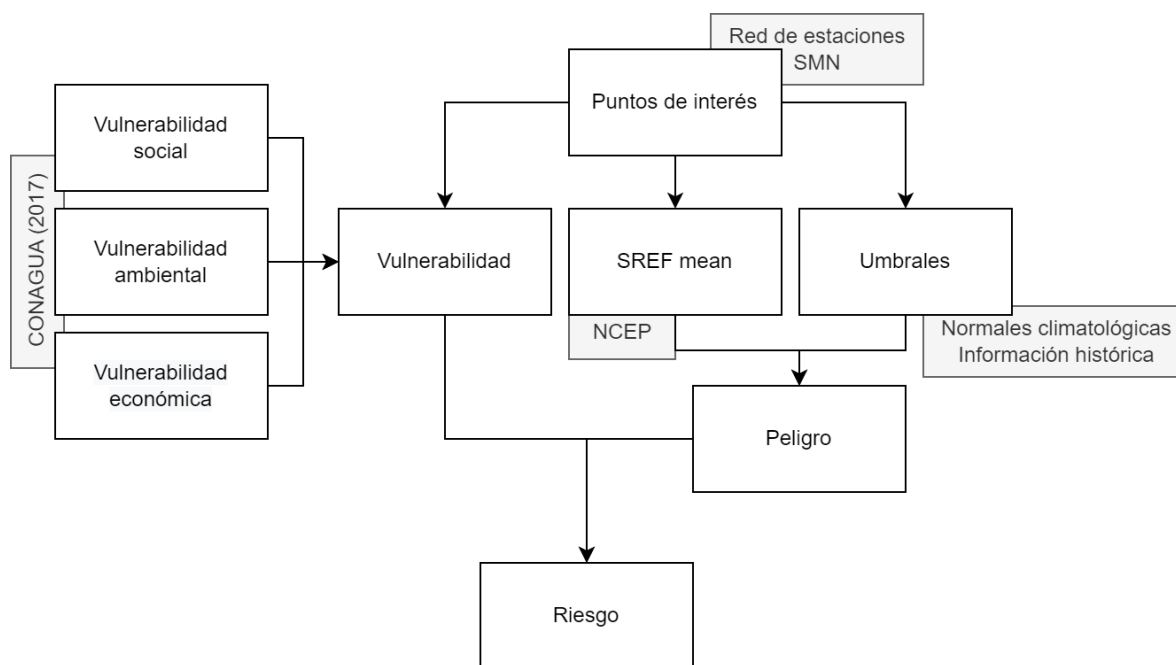 Red de estaciones
SMN
Puntos de interés
Vulnerabilidad
social
CONAGUA (2017)
Vulnerabilidad
ambiental
Vulnerabilidad
SREF mean
Umbrales
NCEP
Normales climatológicas
Información histórica
Vulnerabilidad
económica
Peligro
Riesgo